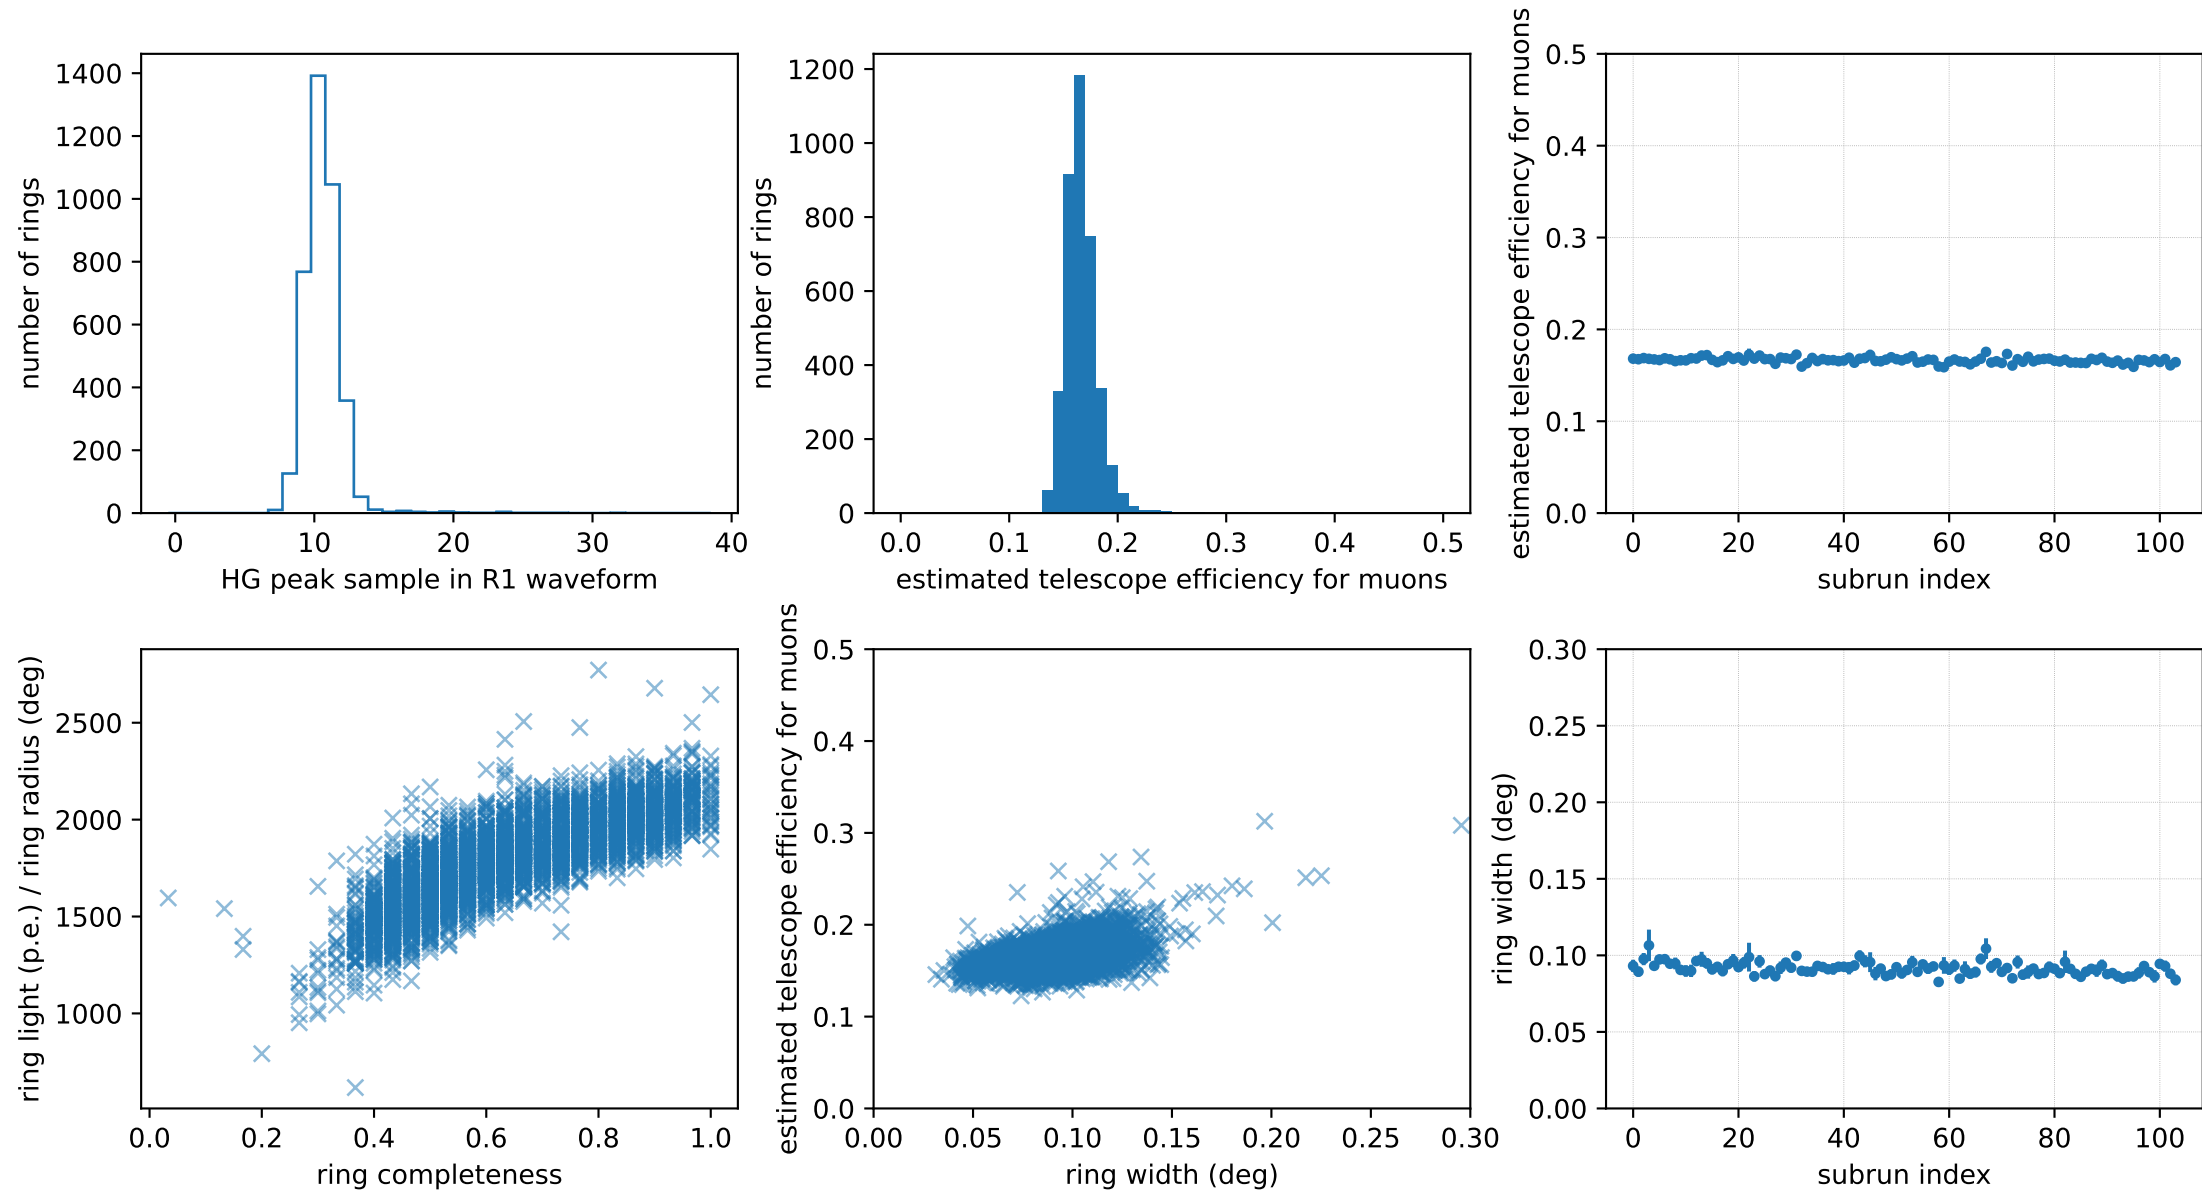 number of rings
1400
1200
1000
800
600
400
200
0
0 10 20 30 40
HG peak sample in R1 waveform
number of rings
1200
1000
800
600
400
200
0
0.0 0.1 0.2 0.3 0.4 0.5
estimated telescope efficiency for muons
estimated telescope efficiency for muons
0.5
0.4
0.3
0.2
0.1
0.0
0 20 40 60 80 100
subrun index
ring light (p.e.) / ring radius (deg)
2500
2000
1500
1000
0.0 0.2 0.4 0.6 0.8 1.0
ring completeness
estimated telescope efficiency for muons
0.5
0.4
0.3
0.2
0.1
0.0
0.00 0.05 0.10 0.15 0.20 0.25 0.30
ring width (deg)
ring width (deg)
0.30
0.25
0.20
0.15
0.10
0.05
0.00
0 20 40 60 80 100
subrun index